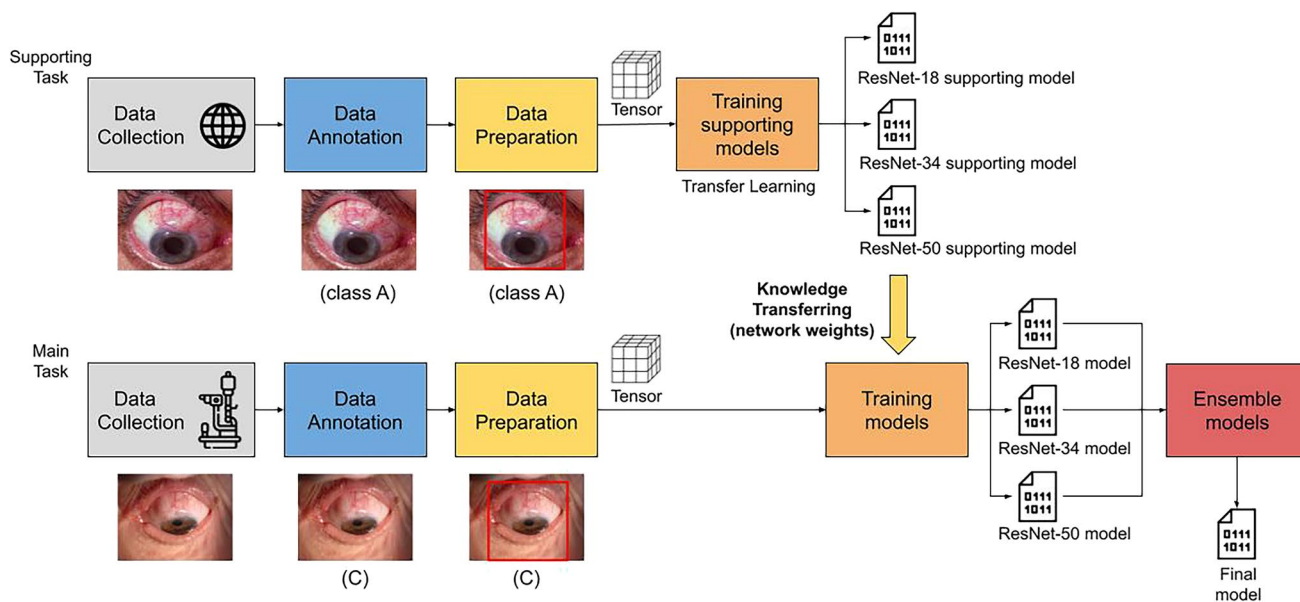 Supporting
Task
Data
Collection
Data
Annotation
Data
Preparation
Tensor
Training
supporting
models
Transfer Learning
0111
1011
ResNet-18 supporting model
0111
1011
ResNet-34 supporting model
0111
1011
ResNet-50 supporting model
(class A)
(class A)
Knowledge
Transferring
(network weights)
Main
Task
Data
Collection
Data
Annotation
Data
Preparation
Tensor
Training
models
0111
1011
ResNet-18 model
0111
1011
ResNet-34 model
0111
1011
ResNet-50 model
Ensemble
models
0111
1011
Final
model
(C)
(C)